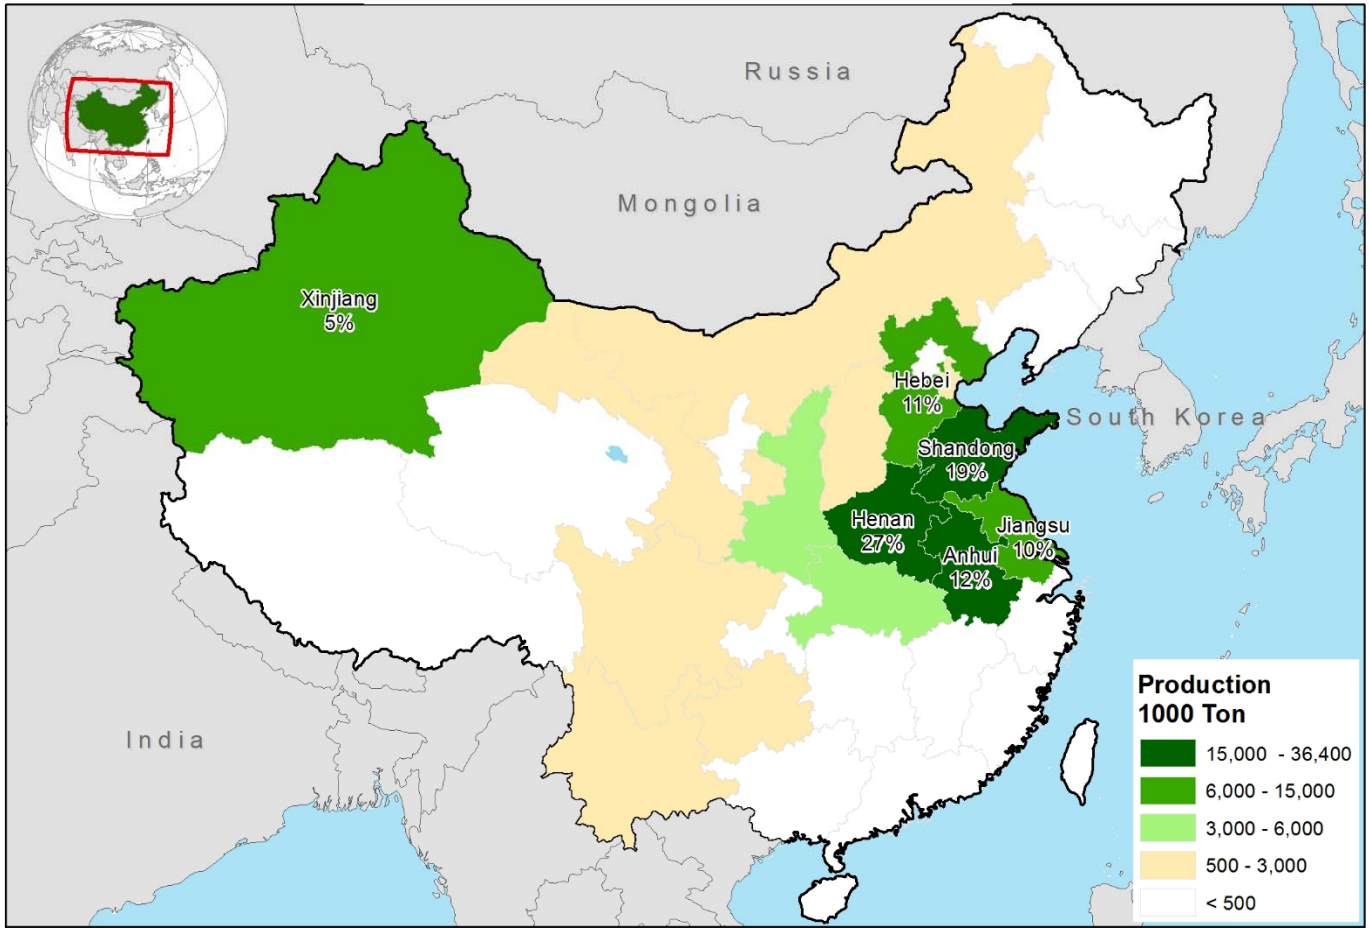 Russia
Mongolia
Xinjiang
5%
Hebei
11%
South Korea
Shandong
19%
Henan
27%
Jiangsu
10%
Anhui
12%
India
Production
1000 Ton
15,000 - 36,400
6,000 - 15,000
3,000 - 6,000
500 - 3,000
< 500